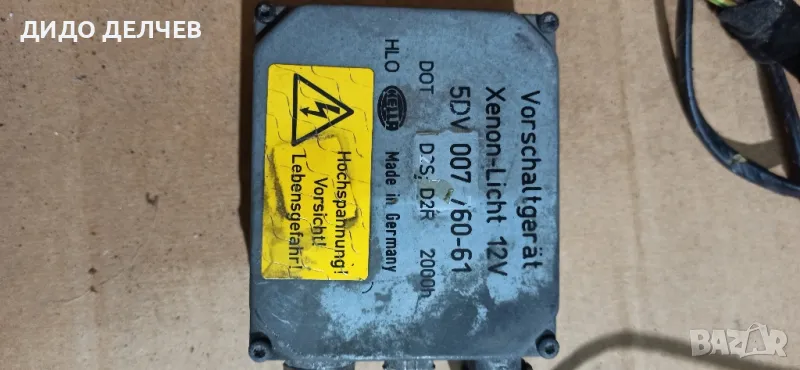 ДИДО ДЕЛЧЕВ
Vorschaltgerät
Xenon-Licht 12V
5DV 007 760-61
DOT D2S, D2R 2000h
HLO HELLA Made in Germany
Hochspannung!
Vorsicht!
Lebensgefahr!
BAZAR